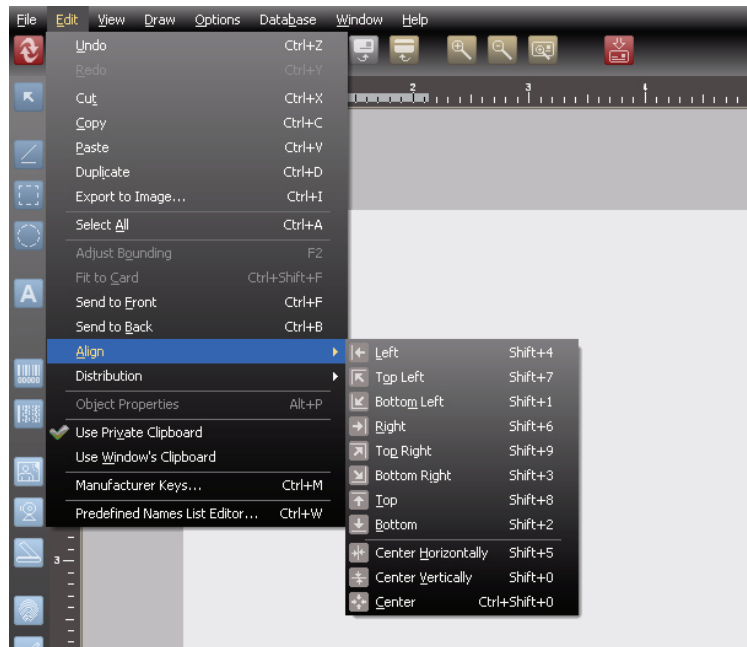 File Edit View Draw Options Database Window Help
Undo Ctrl+Z
Redo Ctrl+Y
Cut Ctrl+X
Copy Ctrl+C
Paste Ctrl+V
Duplicate Ctrl+D
Export to Image... Ctrl+I
Select All Ctrl+A
Adjust Bounding F2
Fit to Card Ctrl+Shift+F
Send to Front Ctrl+F
Send to Back Ctrl+B
Align
Distribution
Object Properties Alt+P
Use Private Clipboard
Use Window's Clipboard
Manufacturer Keys... Ctrl+M
Predefined Names List Editor... Ctrl+W
Left Shift+4
Top Left Shift+7
Bottom Left Shift+1
Right Shift+6
Top Right Shift+9
Bottom Right Shift+3
Top Shift+8
Bottom Shift+2
Center Horizontally Shift+5
Center Vertically Shift+0
Center Ctrl+Shift+0
2 3 4
A
00000
3